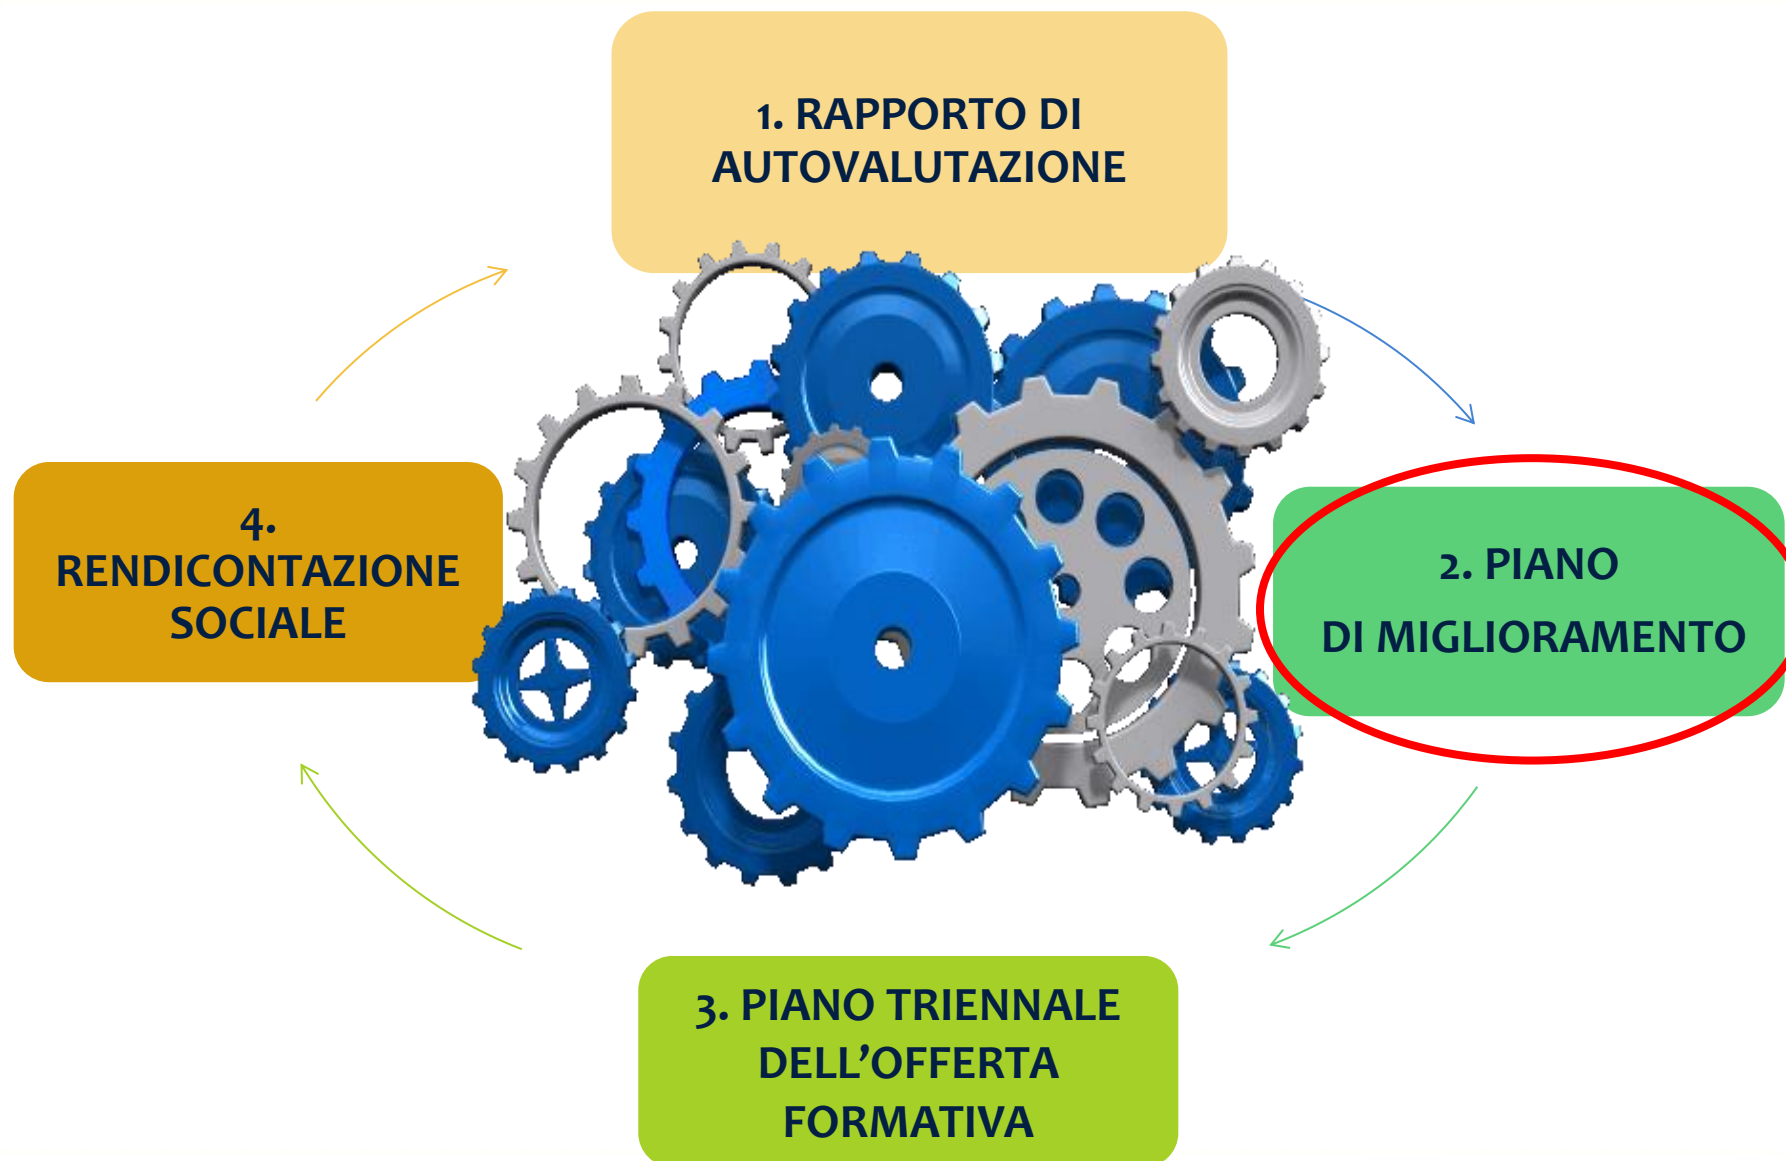 1. RAPPORTO DI
AUTOVALUTAZIONE
2. PIANO
DI MIGLIORAMENTO
3. PIANO TRIENNALE
DELL’OFFERTA
FORMATIVA
4.
RENDICONTAZIONE
SOCIALE